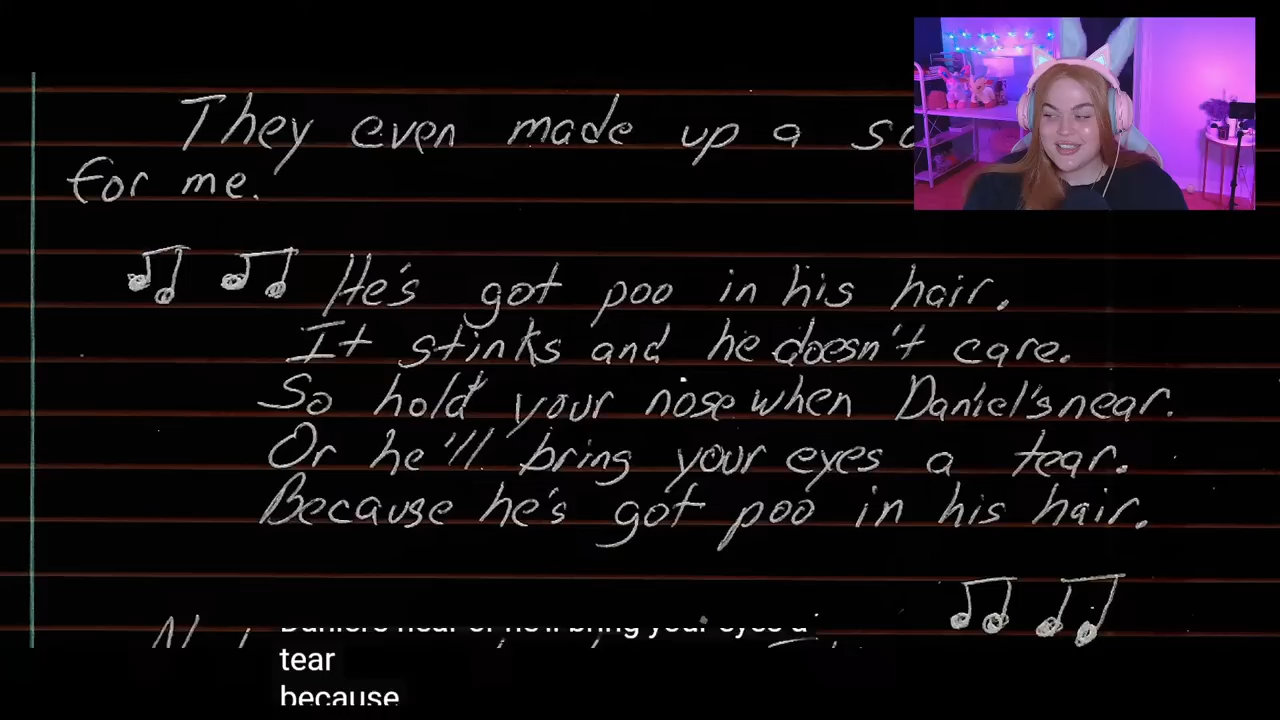 They even made up a
for me.
He's got poo in his hair.
It stinks and he doesn't care.
So hold your nose when Daniel's near.
Or he'll bring your eyes a tear.
Because he's got poo in his hair.
tear
because